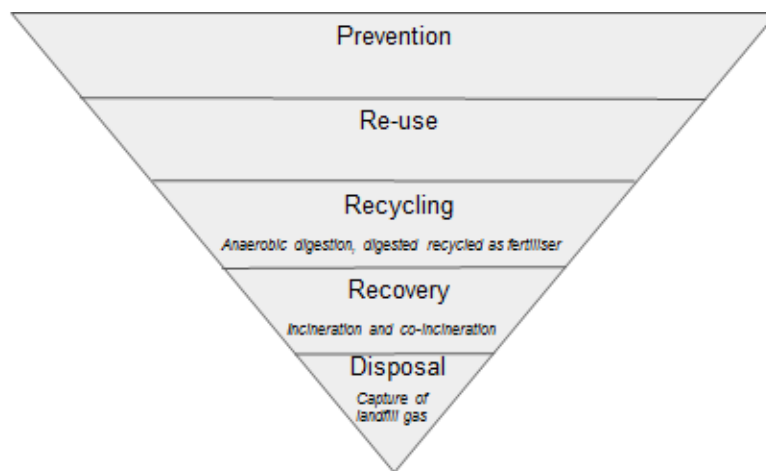 Prevention
Re-use
Recycling
Anaerobic digestion, digested recycled as fertiliser
Recovery
Incineration and co-incineration
Disposal
Capture of
landfill gas